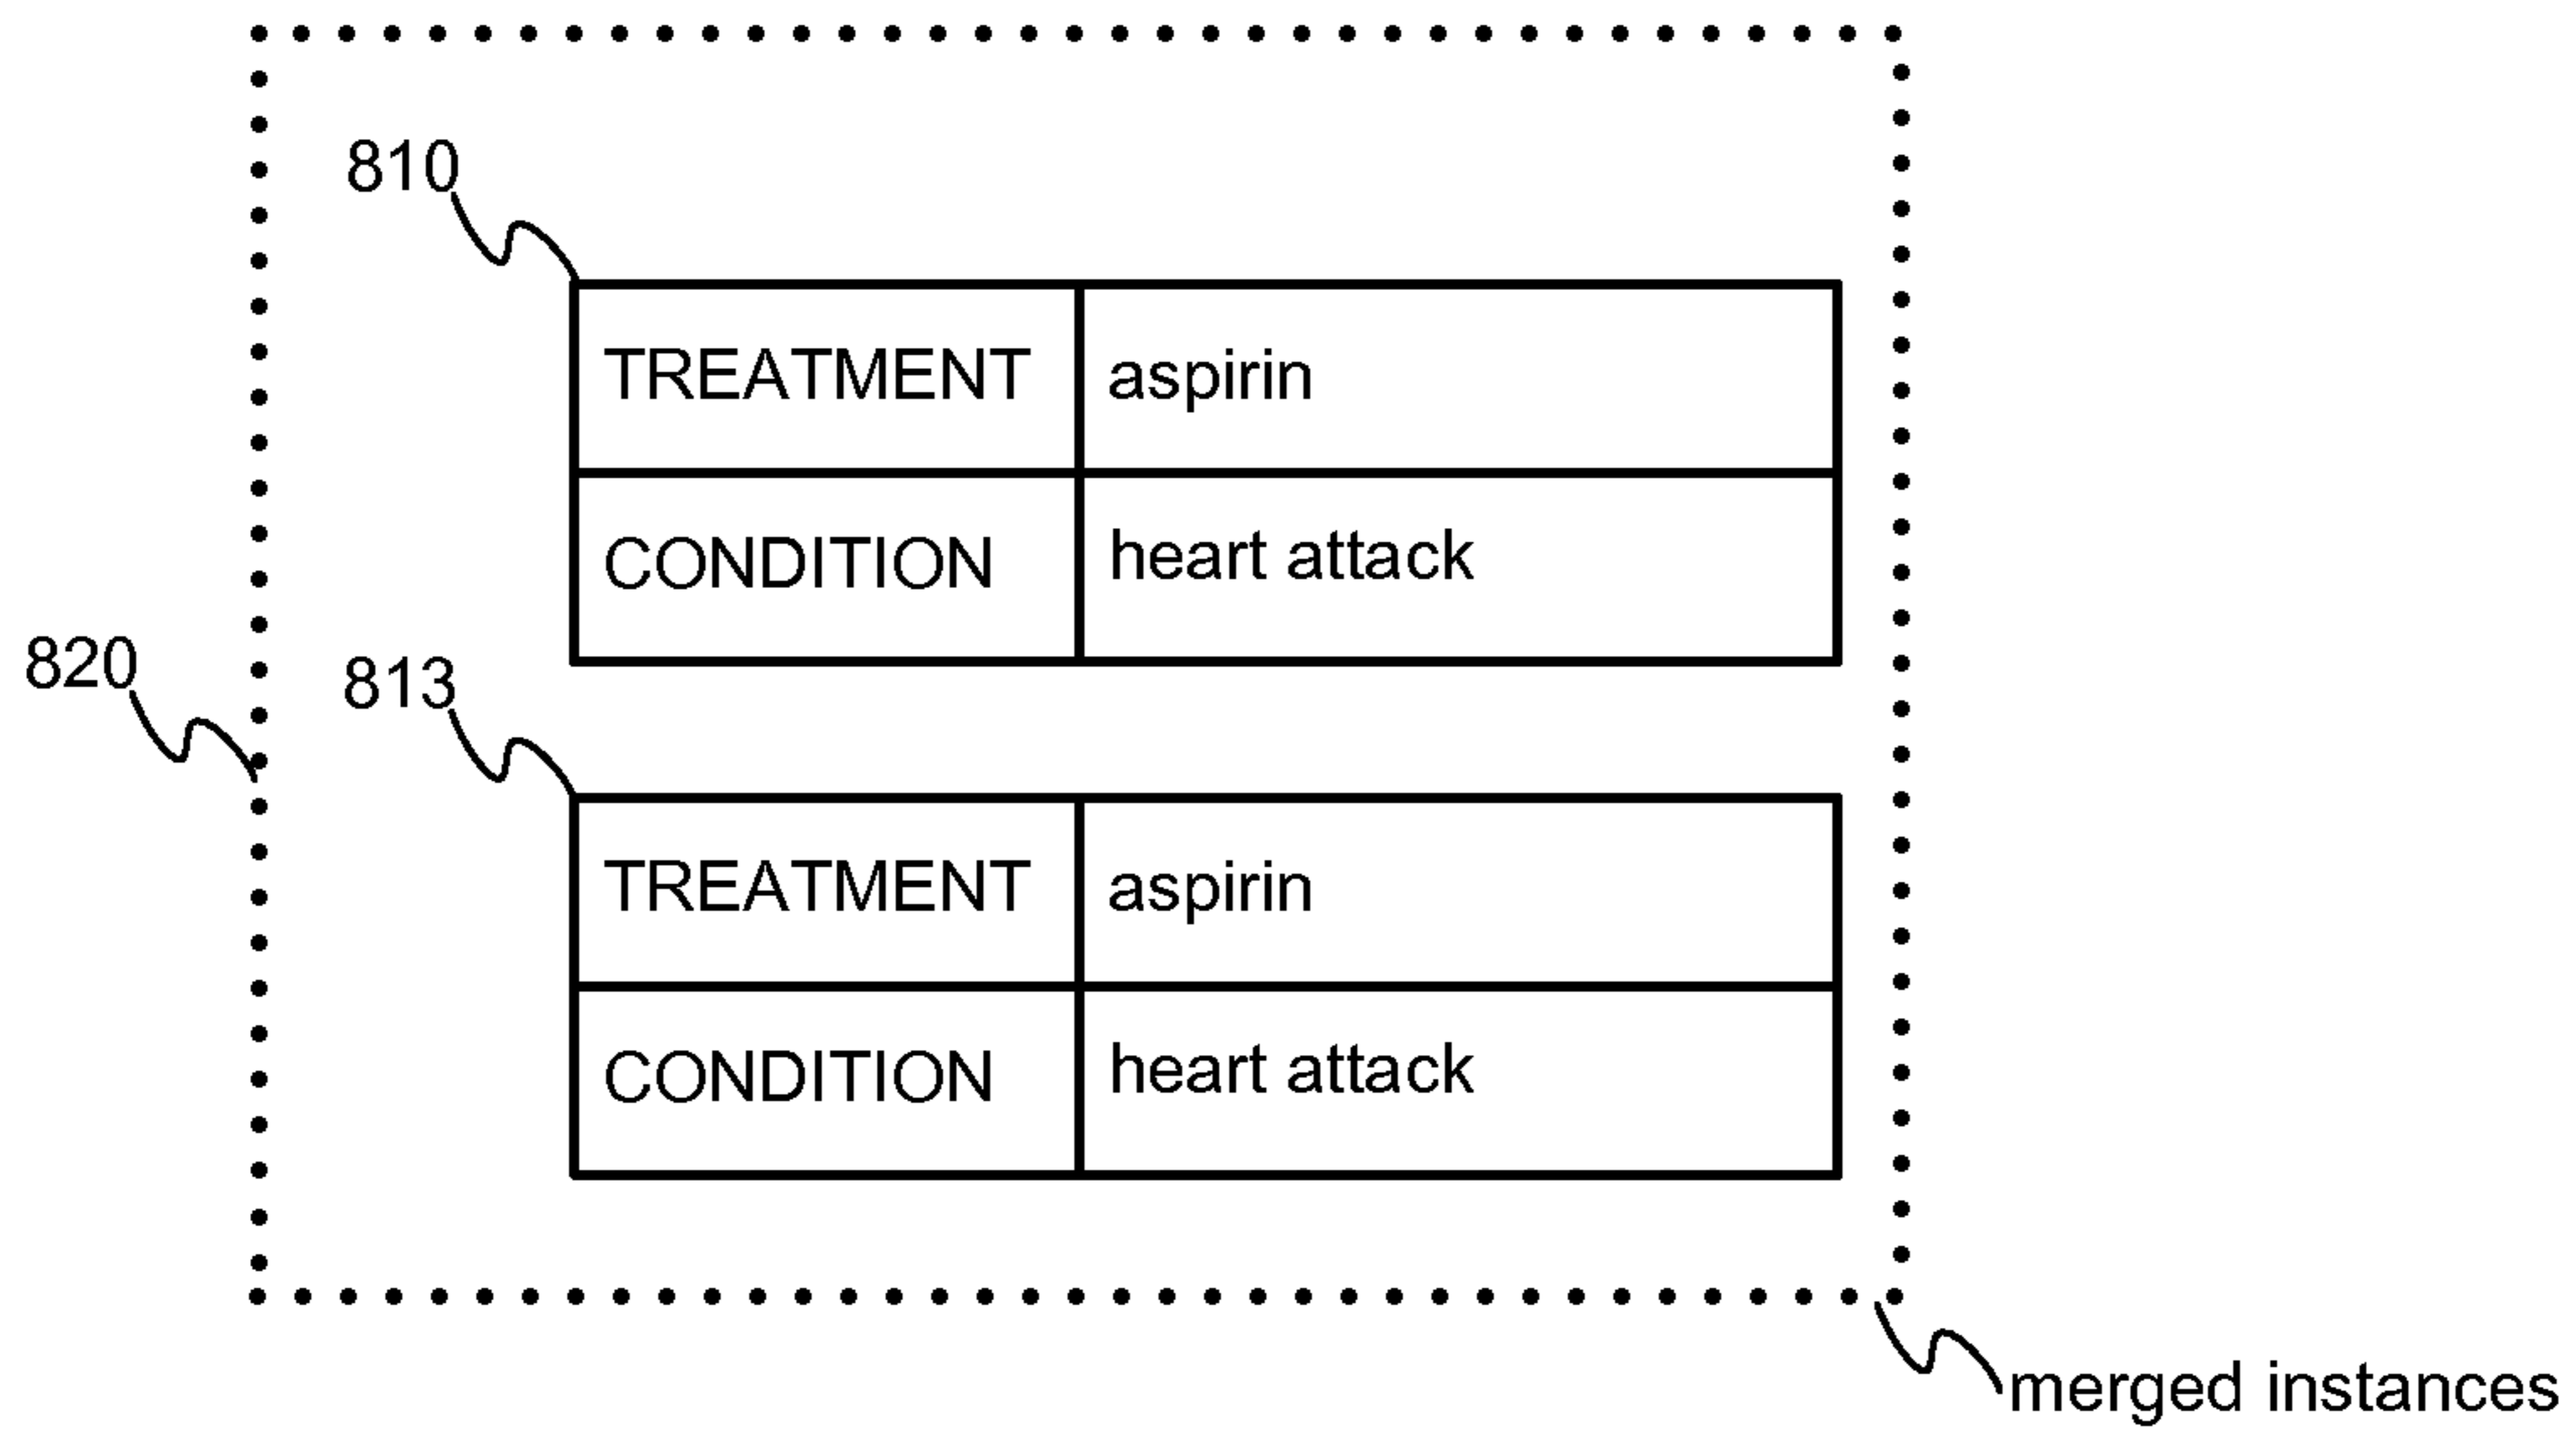 810
TREATMENT aspirin
CONDITION heart attack
820
813
TREATMENT aspirin
CONDITION heart attack
merged instances